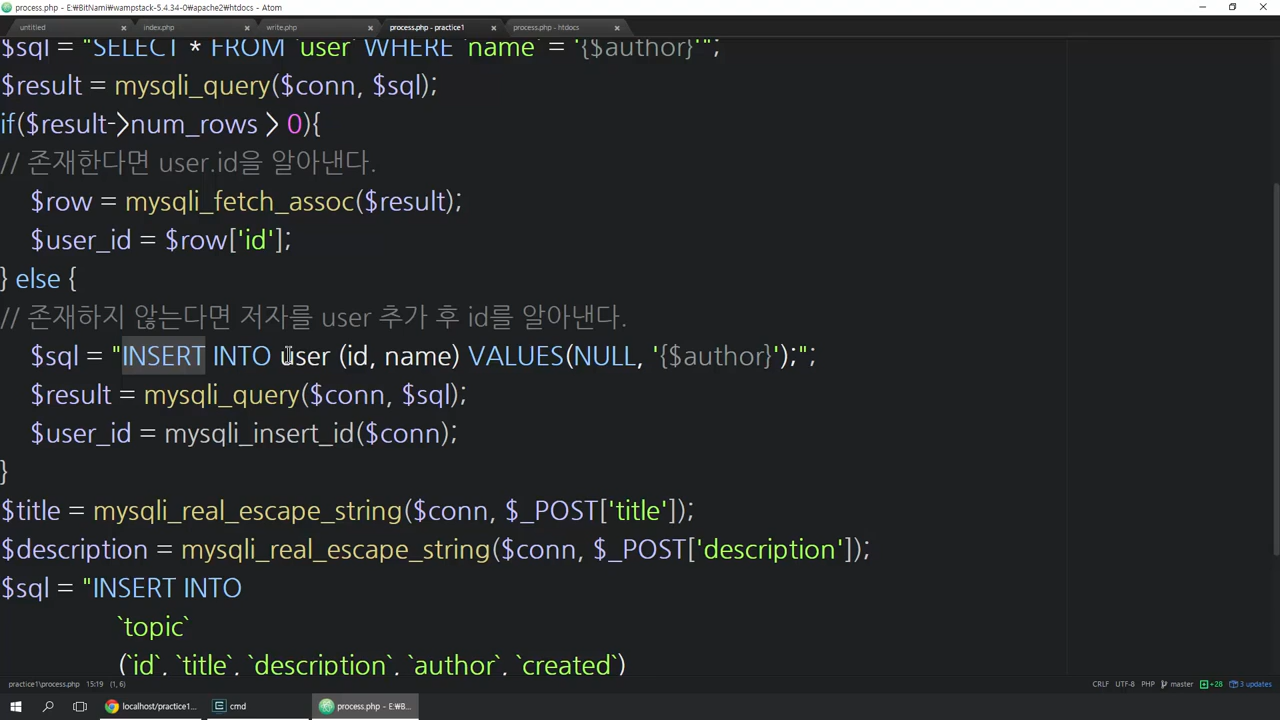 process.php - E:₩BitNami₩wampstack-5.4.34-0₩apache2₩htdocs - Atom
untitled index.php write.php process.php - practice1 process.php - htdocs
$sql = "SELECT * FROM `user` WHERE `name` = '{$author}'";
$result = mysqli_query($conn, $sql);
if($result->num_rows > 0){
// 존재한다면 user.id을 알아낸다.
$row = mysqli_fetch_assoc($result);
$user_id = $row['id'];
} else {
// 존재하지 않는다면 저자를 user 추가 후 id를 알아낸다.
$sql = "INSERT INTO user (id, name) VALUES(NULL, '{$author}');";
$result = mysqli_query($conn, $sql);
$user_id = mysqli_insert_id($conn);
}
$title = mysqli_real_escape_string($conn, $_POST['title']);
$description = mysqli_real_escape_string($conn, $_POST['description']);
$sql = "INSERT INTO
`topic`
(`id`, `title`, `description`, `author`, `created`)
practice1\process.php 15:19 (1, 6) CRLF UTF-8 PHP master +28 3 updates
localhost/practice1... cmd process.php - E:₩B...